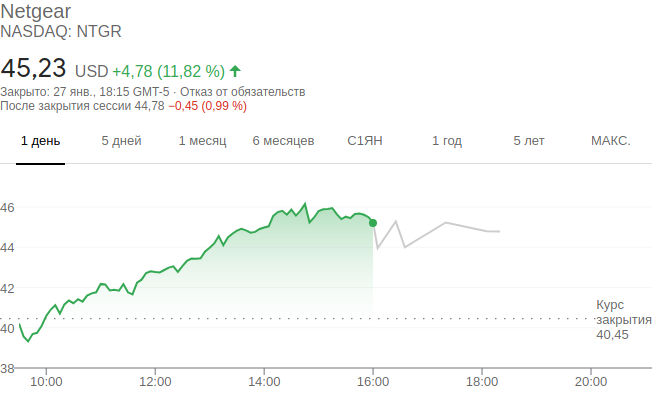 Netgear
NASDAQ: NTGR
45,23 USD +4,78 (11,82 %)
Закрыто: 27 янв., 18:15 GMT-5 · Отказ от обязательств
После закрытия сессии 44,78 −0,45 (0,99 %)
1 день 5 дней 1 месяц 6 месяцев С1ЯН 1 год 5 лет МАКС.
46
44
42
40
38
Курс
закрытия
40,45
10:00 12:00 14:00 16:00 18:00 20:00